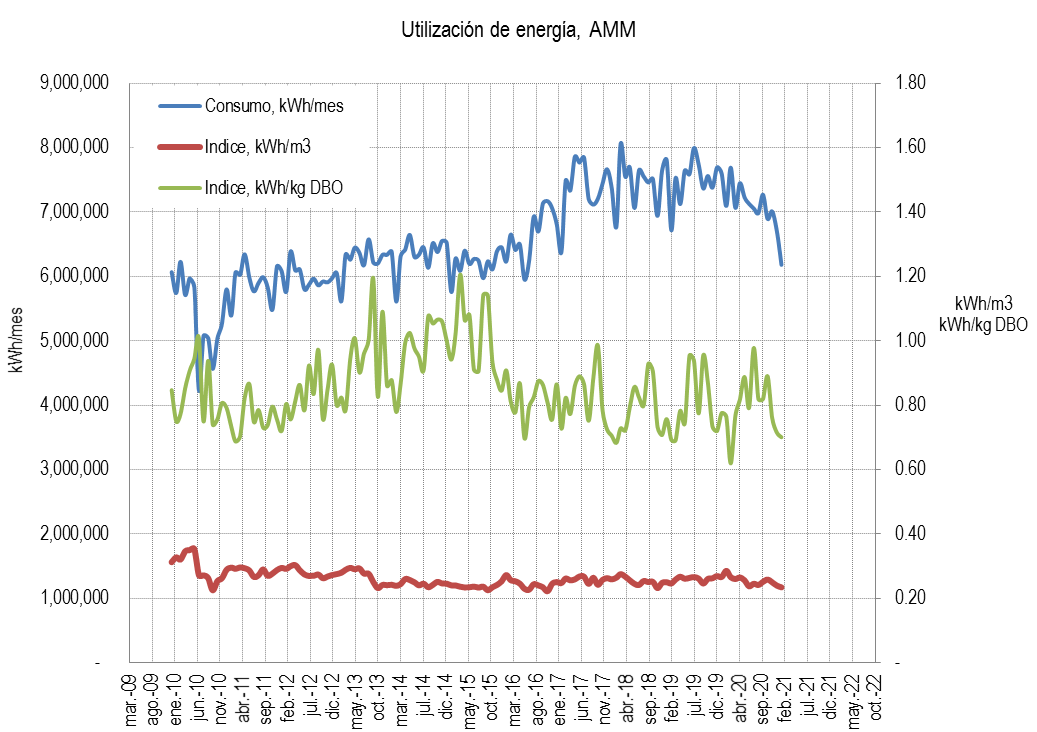 Utilización de energía, AMM
9,000,000
8,000,000
7,000,000
6,000,000
5,000,000
4,000,000
3,000,000
2,000,000
1,000,000
-
kWh/mes
Consumo, kWh/mes
Indice, kWh/m3
Indice, kWh/kg DBO
1.80
1.60
1.40
1.20
1.00
0.80
0.60
0.40
0.20
-
kWh/m3
kWh/kg DBO
mar.-09
ago.-09
ene.-10
jun.-10
nov.-10
abr.-11
sep.-11
feb.-12
jul.-12
dic.-12
may.-13
oct.-13
mar.-14
jul.-14
dic.-14
may.-15
oct.-15
mar.-16
ago.-16
ene.-17
jun.-17
nov.-17
abr.-18
sep.-18
feb.-19
jul.-19
dic.-19
abr.-20
sep.-20
feb.-21
jul.-21
dic.-21
may.-22
oct.-22